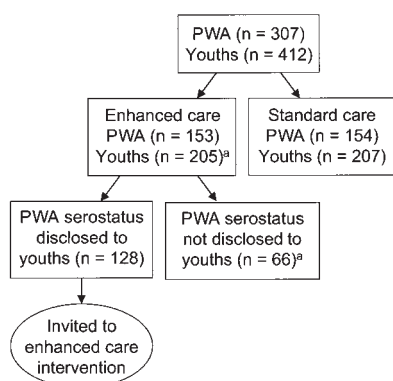 PWA (n = 307)
Youths (n = 412)
Enhanced care
PWA (n = 153)
Youths (n = 205)ᵃ
Standard care
PWA (n = 154)
Youths (n = 207)
PWA serostatus
disclosed to
youths (n = 128)
PWA serostatus
not disclosed to
youths (n = 66)ᵃ
Invited to
enhanced care
intervention